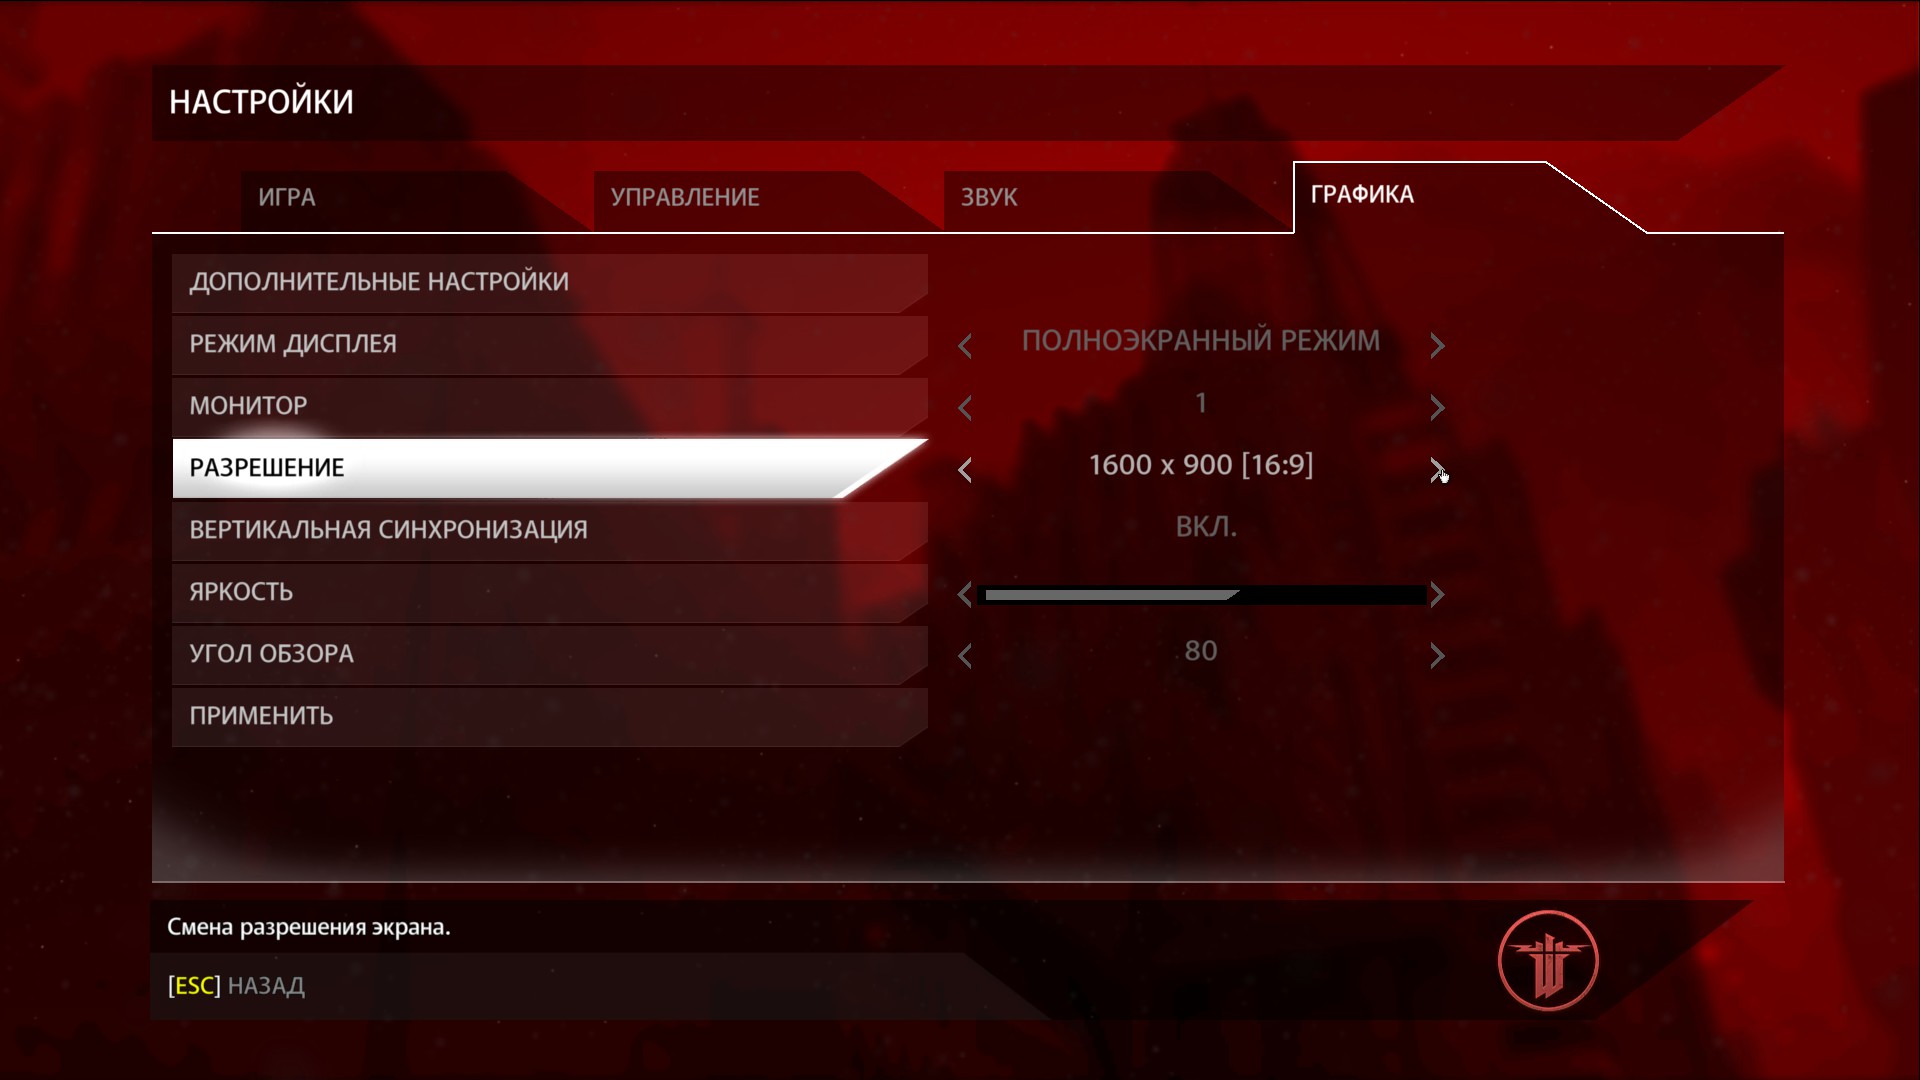 НАСТРОЙКИ
ИГРА
УПРАВЛЕНИЕ
ЗВУК
ГРАФИКА
ДОПОЛНИТЕЛЬНЫЕ НАСТРОЙКИ
РЕЖИМ ДИСПЛЕЯ
ПОЛНОЭКРАННЫЙ РЕЖИМ
МОНИТОР
1
РАЗРЕШЕНИЕ
1600 x 900 [16:9]
ВЕРТИКАЛЬНАЯ СИНХРОНИЗАЦИЯ
ВКЛ.
ЯРКОСТЬ
УГОЛ ОБЗОРА
80
ПРИМЕНИТЬ
Смена разрешения экрана.
[ESC] НАЗАД